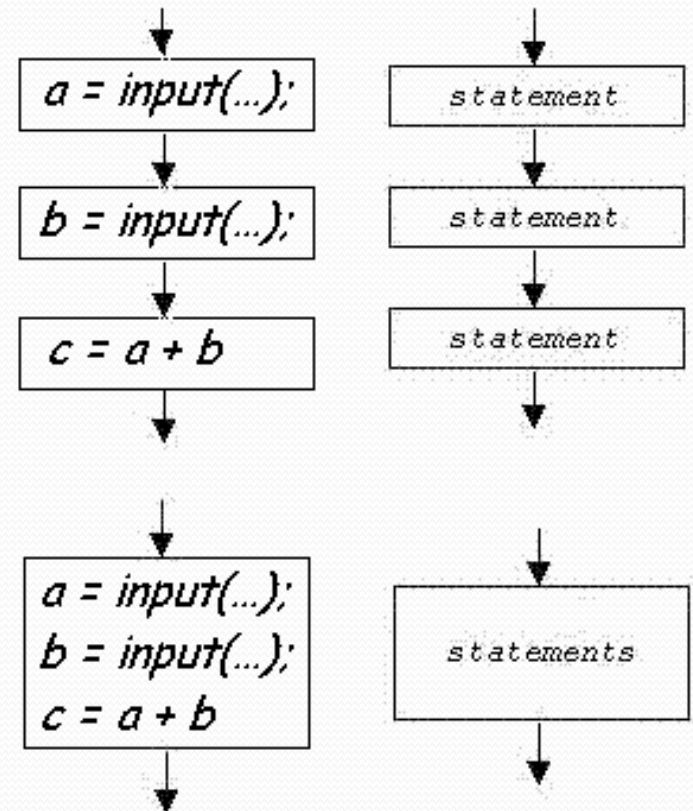 a = input(...);
statement
b = input(...);
statement
c = a + b
statement
a = input(...);
b = input(...);
c = a + b
statements